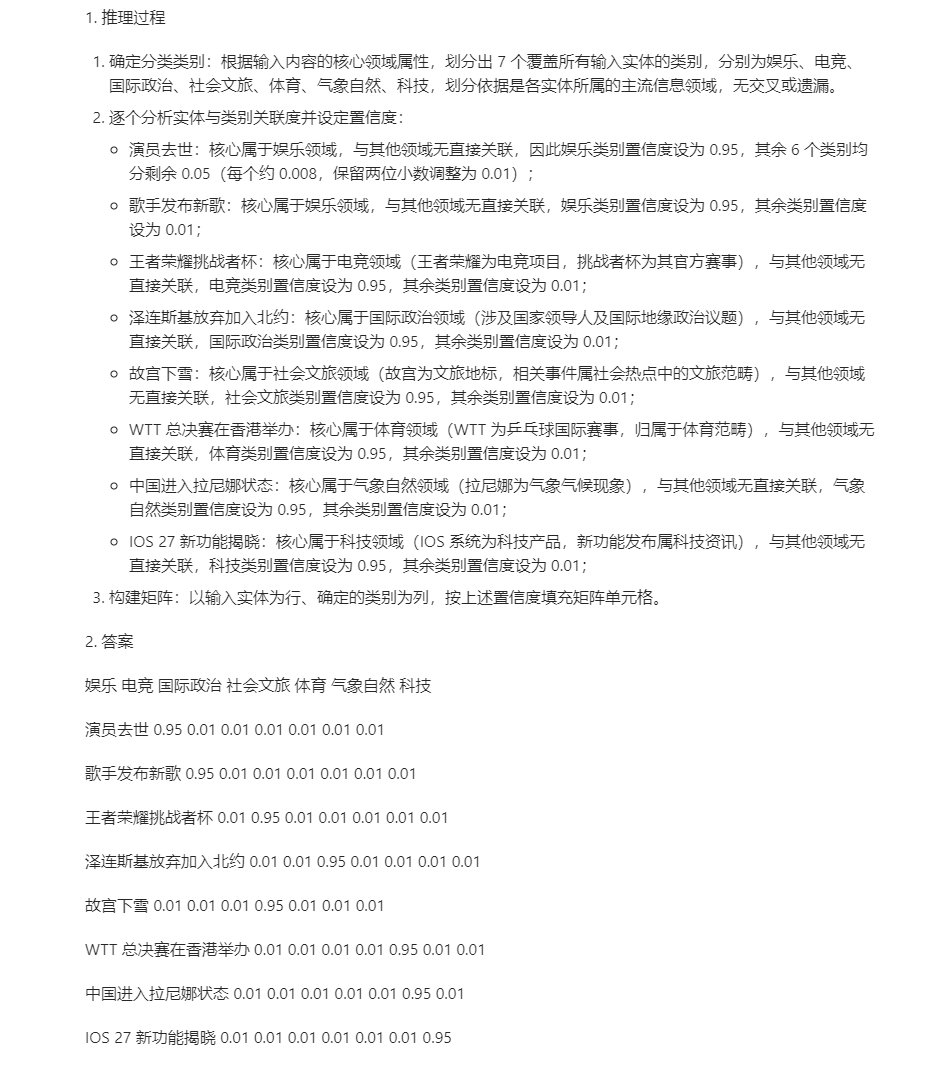 1. 推理过程
1. 确定分类类别：根据输入内容的核心领域属性，划分出 7 个覆盖所有输入实体的类别，分别为娱乐、电竞、
国际政治、社会文旅、体育、气象自然、科技，划分依据是各实体所属的主流信息领域，无交叉或遗漏。
2. 逐个分析实体与类别关联度并设定置信度：
演员去世：核心属于娱乐领域，与其他领域无直接关联，因此娱乐类别置信度设为 0.95，其余 6 个类别均
分剩余 0.05（每个约 0.008，保留两位小数调整为 0.01）；
歌手发布新歌：核心属于娱乐领域，与其他领域无直接关联，娱乐类别置信度设为 0.95，其余类别置信度
设为 0.01；
王者荣耀挑战者杯：核心属于电竞领域（王者荣耀为电竞项目，挑战者杯为其官方赛事），与其他领域无
直接关联，电竞类别置信度设为 0.95，其余类别置信度设为 0.01；
泽连斯基放弃加入北约：核心属于国际政治领域（涉及国家领导人及国际地缘政治议题），与其他领域无
直接关联，国际政治类别置信度设为 0.95，其余类别置信度设为 0.01；
故宫下雪：核心属于社会文旅领域（故宫为文旅地标，相关事件属社会热点中的文旅范畴），与其他领域
无直接关联，社会文旅类别置信度设为 0.95，其余类别置信度设为 0.01；
WTT 总决赛在香港举办：核心属于体育领域（WTT 为乒乓球国际赛事，归属于体育范畴），与其他领域无
直接关联，体育类别置信度设为 0.95，其余类别置信度设为 0.01；
中国进入拉尼娜状态：核心属于气象自然领域（拉尼娜为气象气候现象），与其他领域无直接关联，气象
自然类别置信度设为 0.95，其余类别置信度设为 0.01；
IOS 27 新功能揭晓：核心属于科技领域（IOS 系统为科技产品，新功能发布属科技资讯），与其他领域无
直接关联，科技类别置信度设为 0.95，其余类别置信度设为 0.01；
3. 构建矩阵：以输入实体为行、确定的类别为列，按上述置信度填充矩阵单元格。
2. 答案
娱乐 电竞 国际政治 社会文旅 体育 气象自然 科技
演员去世 0.95 0.01 0.01 0.01 0.01 0.01 0.01
歌手发布新歌 0.95 0.01 0.01 0.01 0.01 0.01 0.01
王者荣耀挑战者杯 0.01 0.95 0.01 0.01 0.01 0.01 0.01
泽连斯基放弃加入北约 0.01 0.01 0.95 0.01 0.01 0.01 0.01
故宫下雪 0.01 0.01 0.01 0.95 0.01 0.01 0.01
WTT 总决赛在香港举办 0.01 0.01 0.01 0.01 0.95 0.01 0.01
中国进入拉尼娜状态 0.01 0.01 0.01 0.01 0.01 0.95 0.01
IOS 27 新功能揭晓 0.01 0.01 0.01 0.01 0.01 0.01 0.95